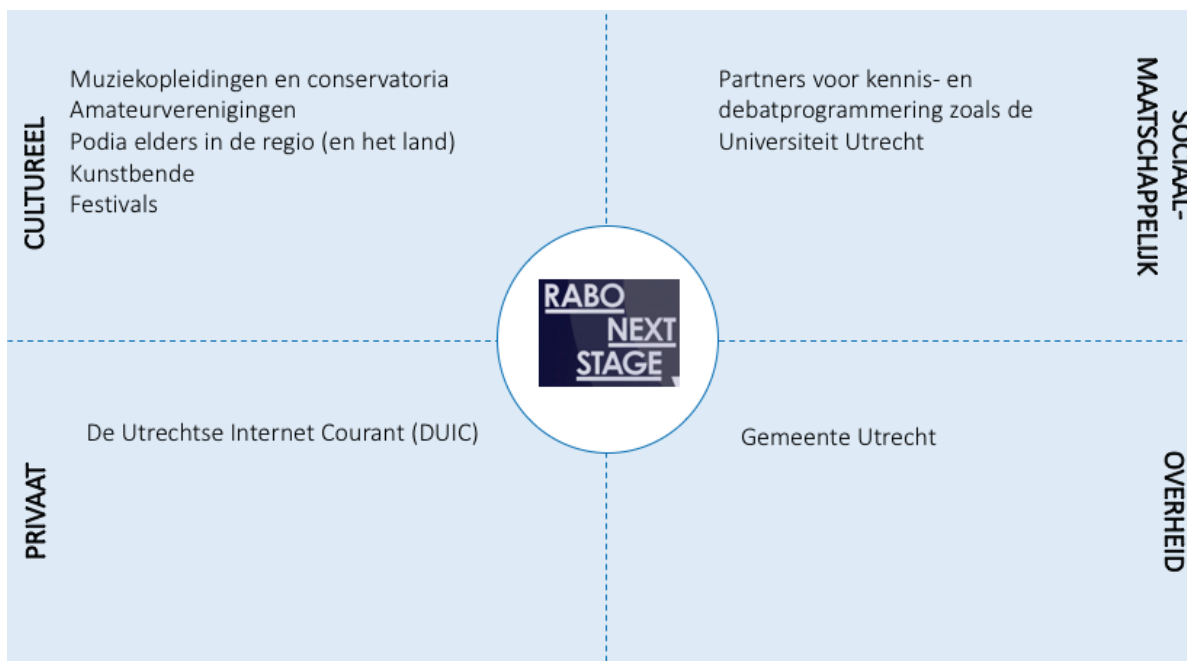 CULTUREEL
Muziekopleidingen en conservatoria
Amateurverenigingen
Podia elders in de regio (en het land)
Kunstbende
Festivals
Partners voor kennis- en
debatprogrammering zoals de
Universiteit Utrecht
SOCIAAL-
MAATSCHAPPELIJK
RABO
NEXT
STAGE
PRIVAAT
De Utrechtse Internet Courant (DUIC)
Gemeente Utrecht
OVERHEID